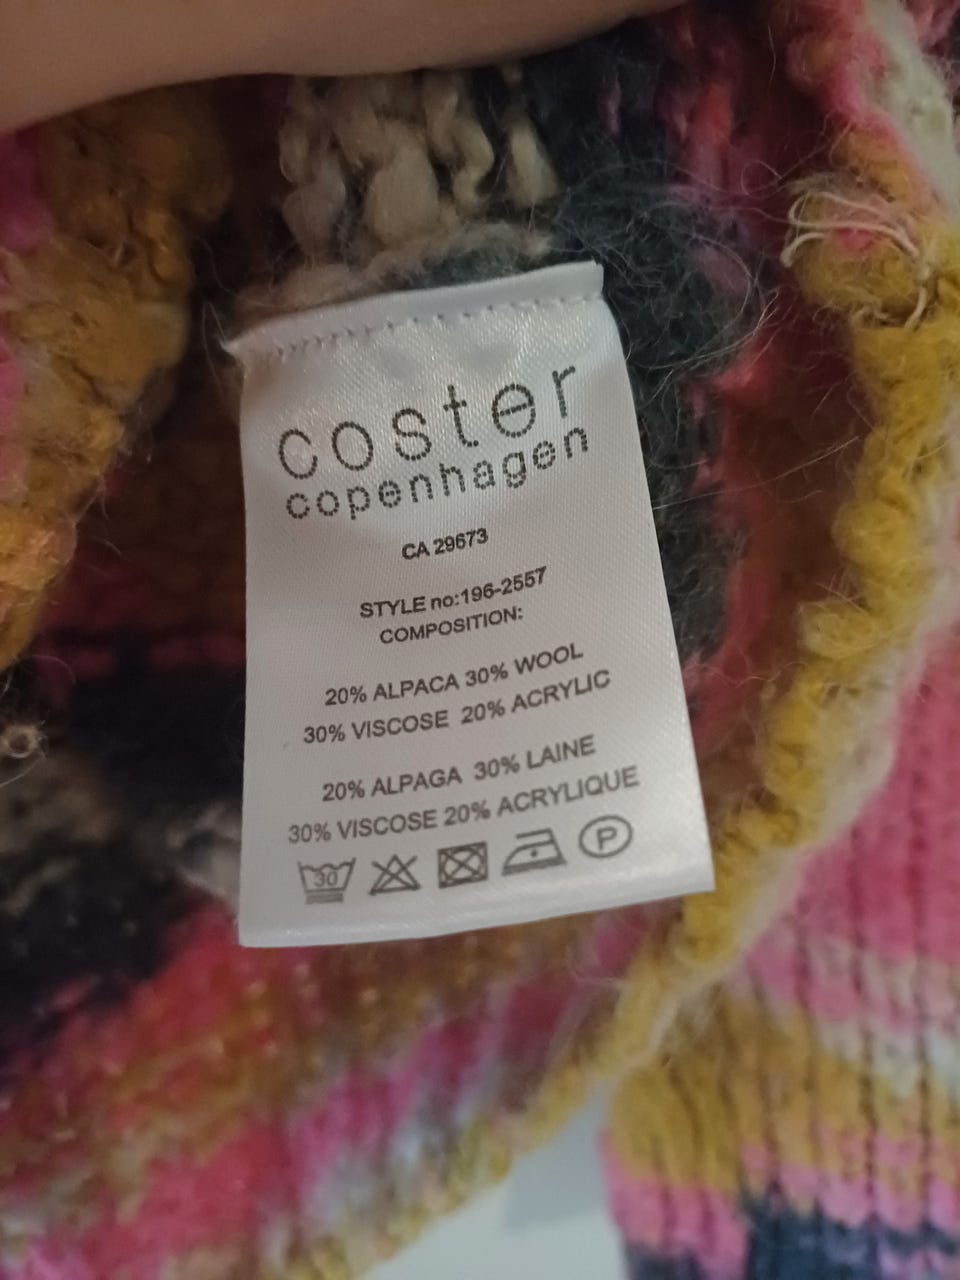 coster
copenhagen
CA 29673
STYLE no:196-2557
COMPOSITION:
20% ALPACA 30% WOOL
30% VISCOSE 20% ACRYLIC
20% ALPAGA 30% LAINE
30% VISCOSE 20% ACRYLIQUE
30 P